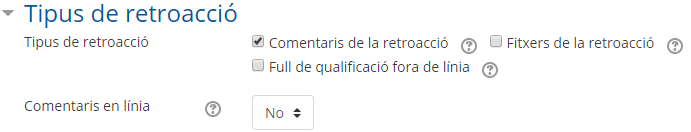 Tipus de retroacció
Tipus de retroacció Comentaris de la retroacció Fitxers de la retroacció
Full de qualificació fora de línia
Comentaris en línia No